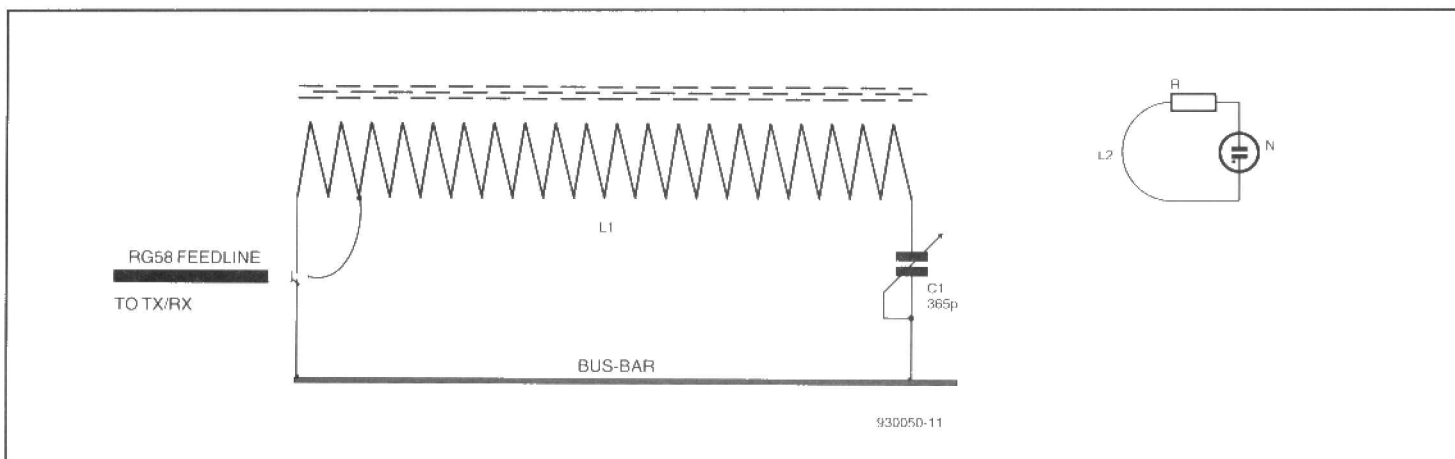 R
L2
N
L1
RG58 FEEDLINE
TO TX/RX
C1
365p
BUS-BAR
930050-11